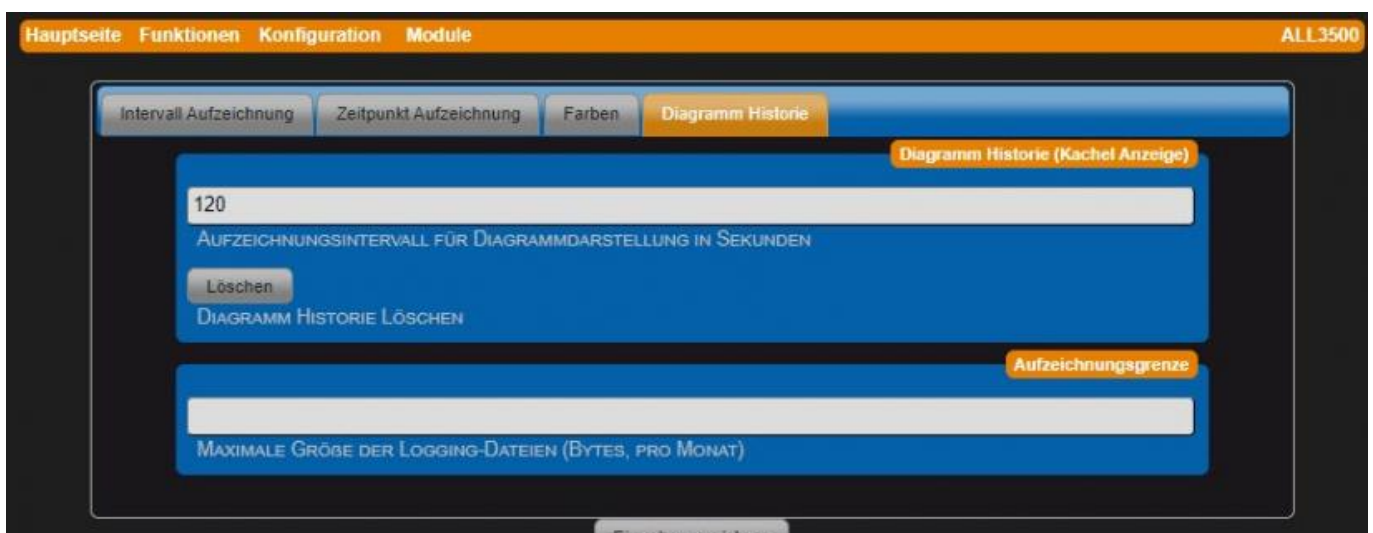 Hauptseite Funktionen Konfiguration Module ALL3500
Intervall Aufzeichnung Zeitpunkt Aufzeichnung Farben Diagramm Historie
Diagramm Historie (Kachel Anzeige)
120
Aufzeichnungsintervall für Diagrammdarstellung in Sekunden
Löschen
Diagramm Historie Löschen
Aufzeichnungsgrenze
Maximale Größe der Logging-Dateien (Bytes, pro Monat)